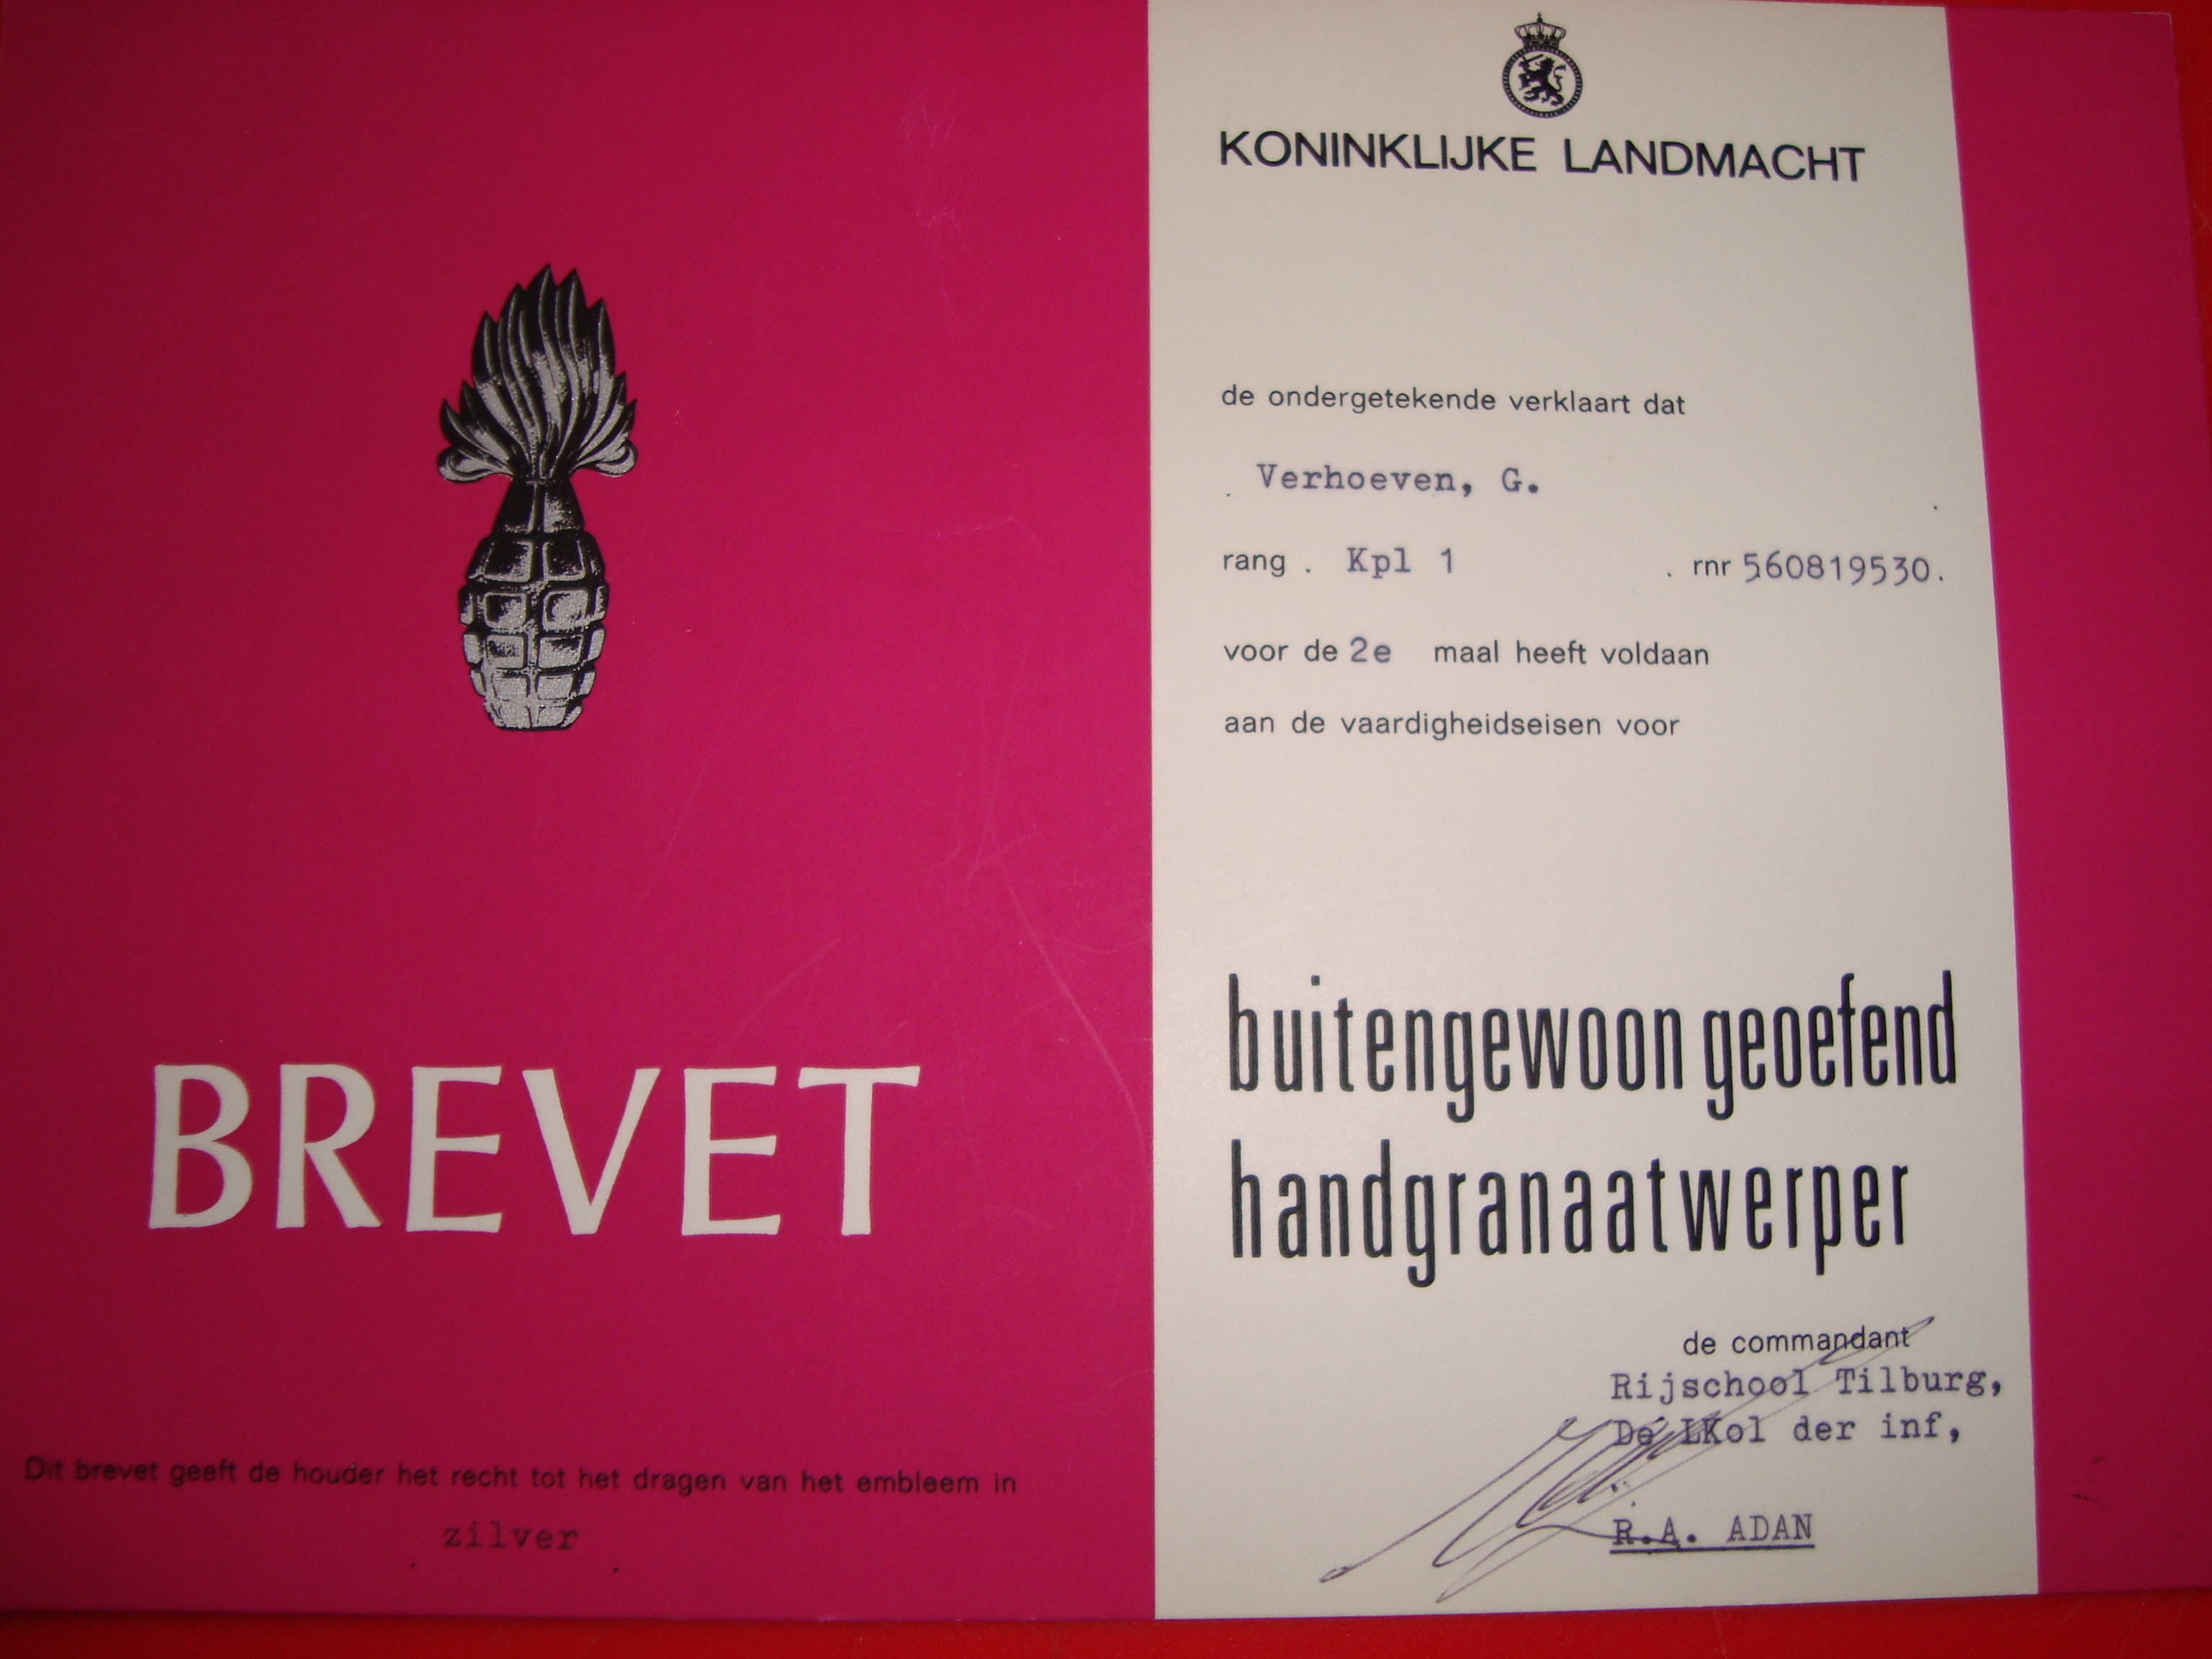 KONINKLIJKE LANDMACHT
de ondergetekende verklaart dat
Verhoeven, G.
rang . Kpl 1 . rnr 560819530.
voor de 2e maal heeft voldaan
aan de vaardigheidseisen voor
buitengewoon geoefend
handgranaatwerper
de commandant
Rijschool Tilburg,
De LKol der inf,
R.A. ADAN
BREVET
Dit brevet geeft de houder het recht tot het dragen van het embleem in
zilver